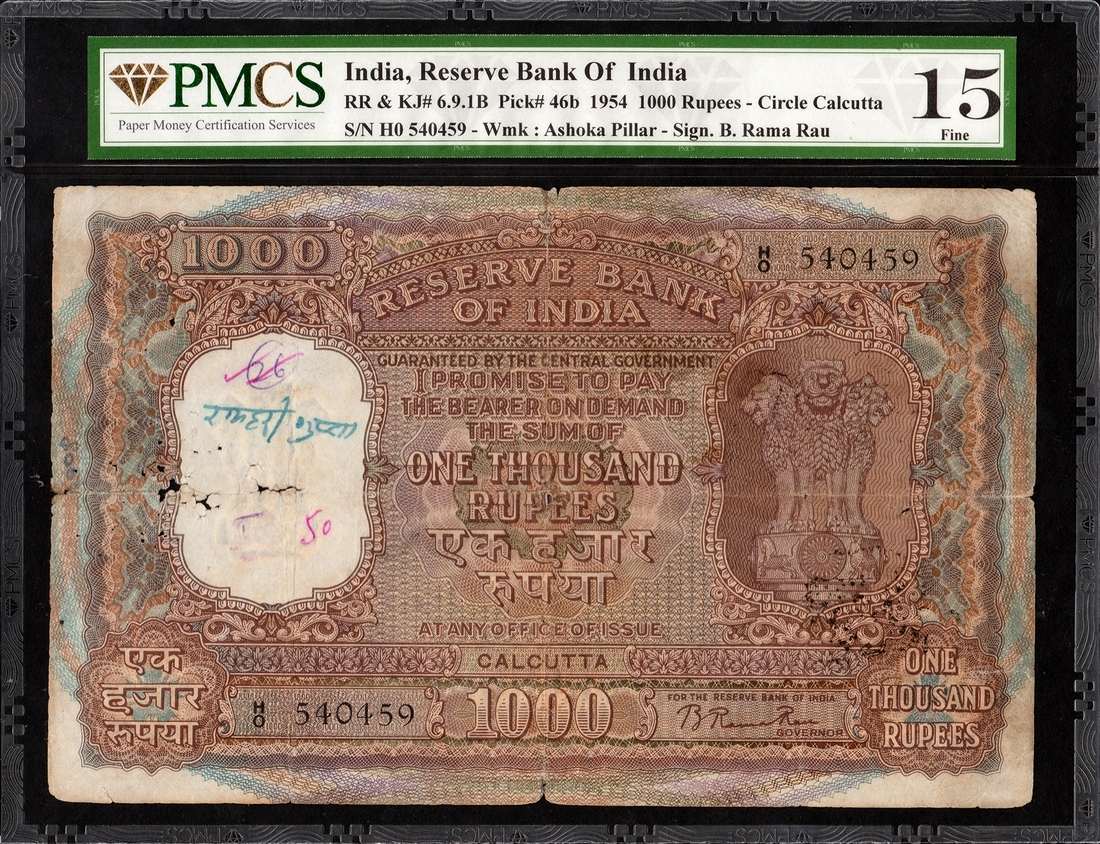 PMCS
Paper Money Certification Services
India, Reserve Bank Of India
RR & KJ# 6.9.1B Pick# 46b 1954 1000 Rupees - Circle Calcutta
S/N H0 540459 - Wmk : Ashoka Pillar - Sign. B. Rama Rau
15
Fine
1000
H/0 540459
RESERVE BANK
OF INDIA
GUARANTEED BY THE CENTRAL GOVERNMENT
I PROMISE TO PAY
THE BEARER ON DEMAND
THE SUM OF
ONE THOUSAND
RUPEES
एक हजार
रुपया
26
50
AT ANY OFFICE OF ISSUE
CALCUTTA
एक
हजार
रुपया
H/0 540459
1000
FOR THE RESERVE BANK OF INDIA
B. Rama Rau
GOVERNOR
ONE
THOUSAND
RUPEES